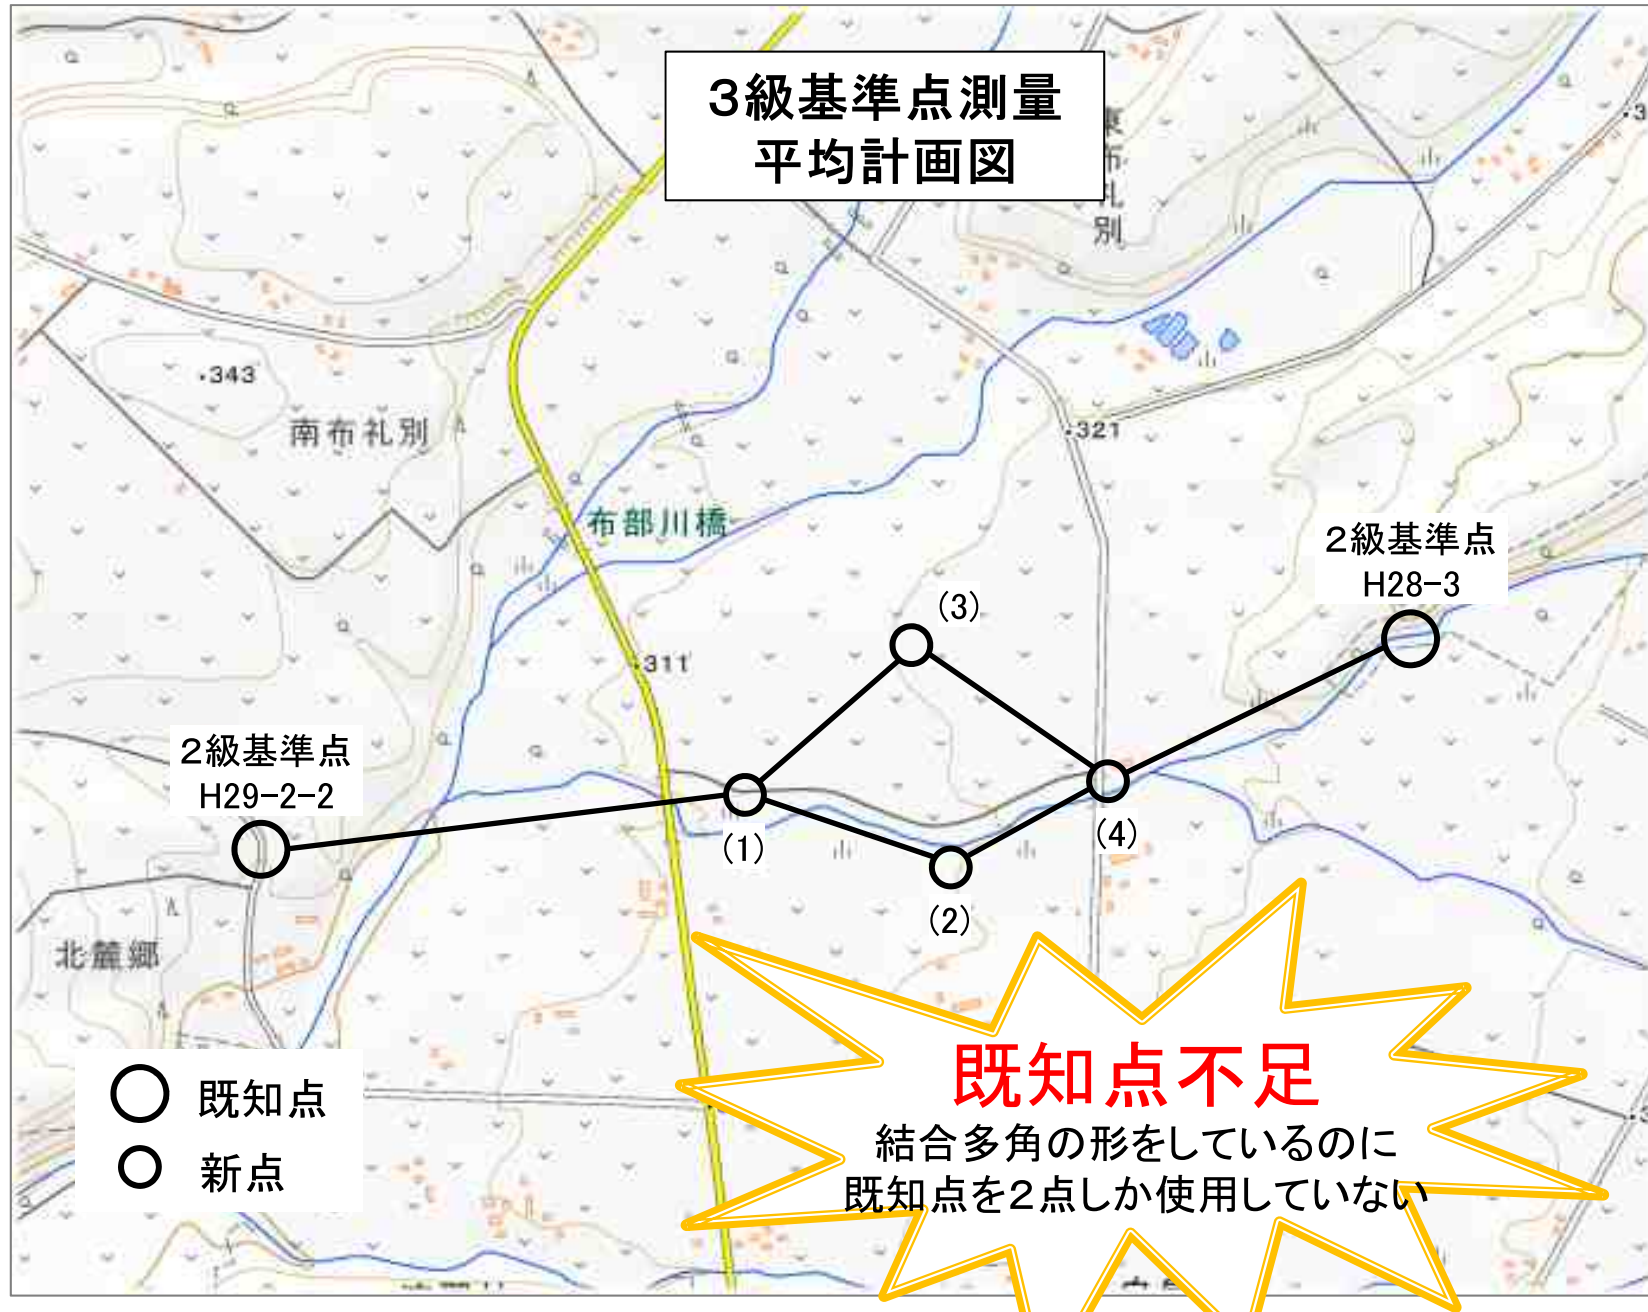 3級基準点測量
平均計画図
東布礼別
・343
南布礼別
・321
布部川橋
2級基準点
H28-3
(3)
・311
2級基準点
H29-2-2
(1)
(4)
(2)
北麓郷
既知点不足
結合多角の形をしているのに
既知点を2点しか使用していない
既知点
新点